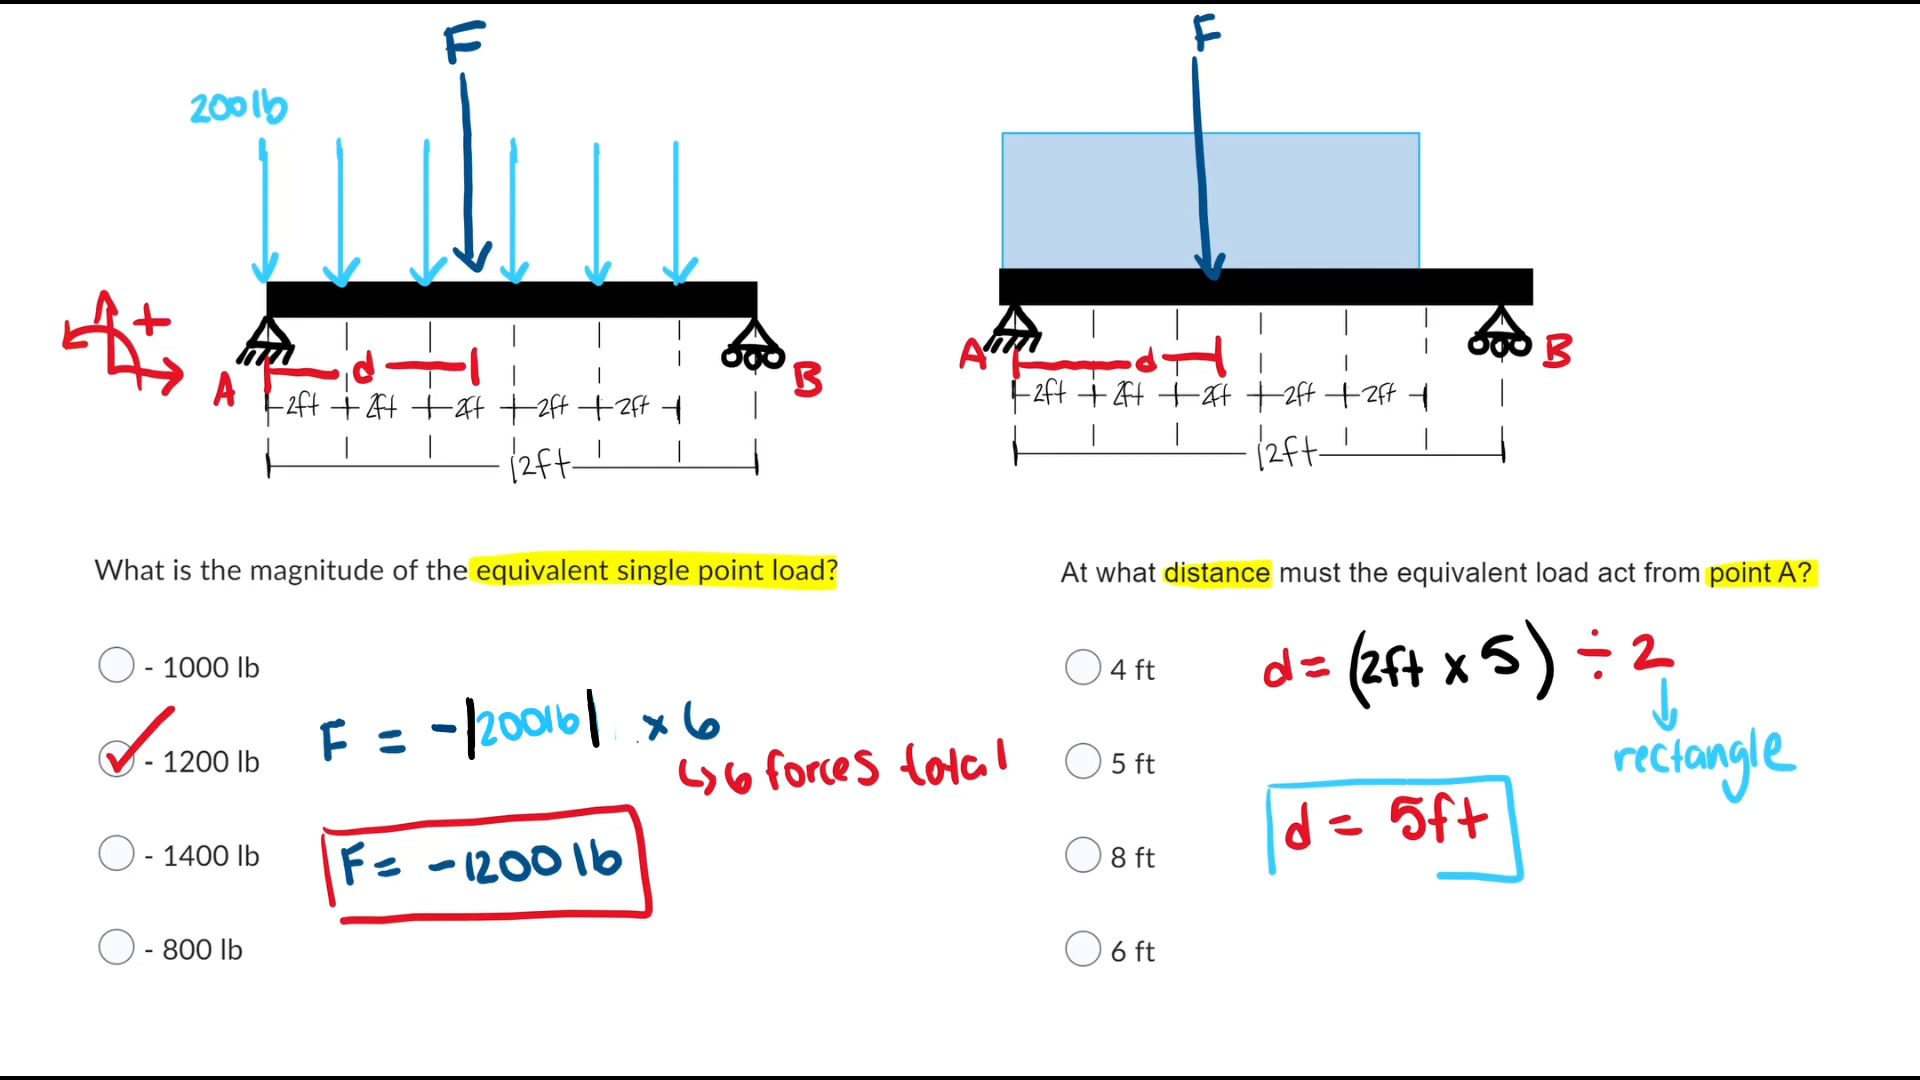 F
200lb
+
A
d
B
2ft 2ft 2ft 2ft 2ft
12ft
What is the magnitude of the equivalent single point load?
- 1000 lb
- 1200 lb
- 1400 lb
- 800 lb
F = -|200lb| x 6
↳ 6 forces total
F = -1200 lb
F
A
d
B
2ft 2ft 2ft 2ft 2ft
12ft
At what distance must the equivalent load act from point A?
4 ft
5 ft
8 ft
6 ft
d = (2ft x 5) ÷ 2
rectangle
d = 5ft